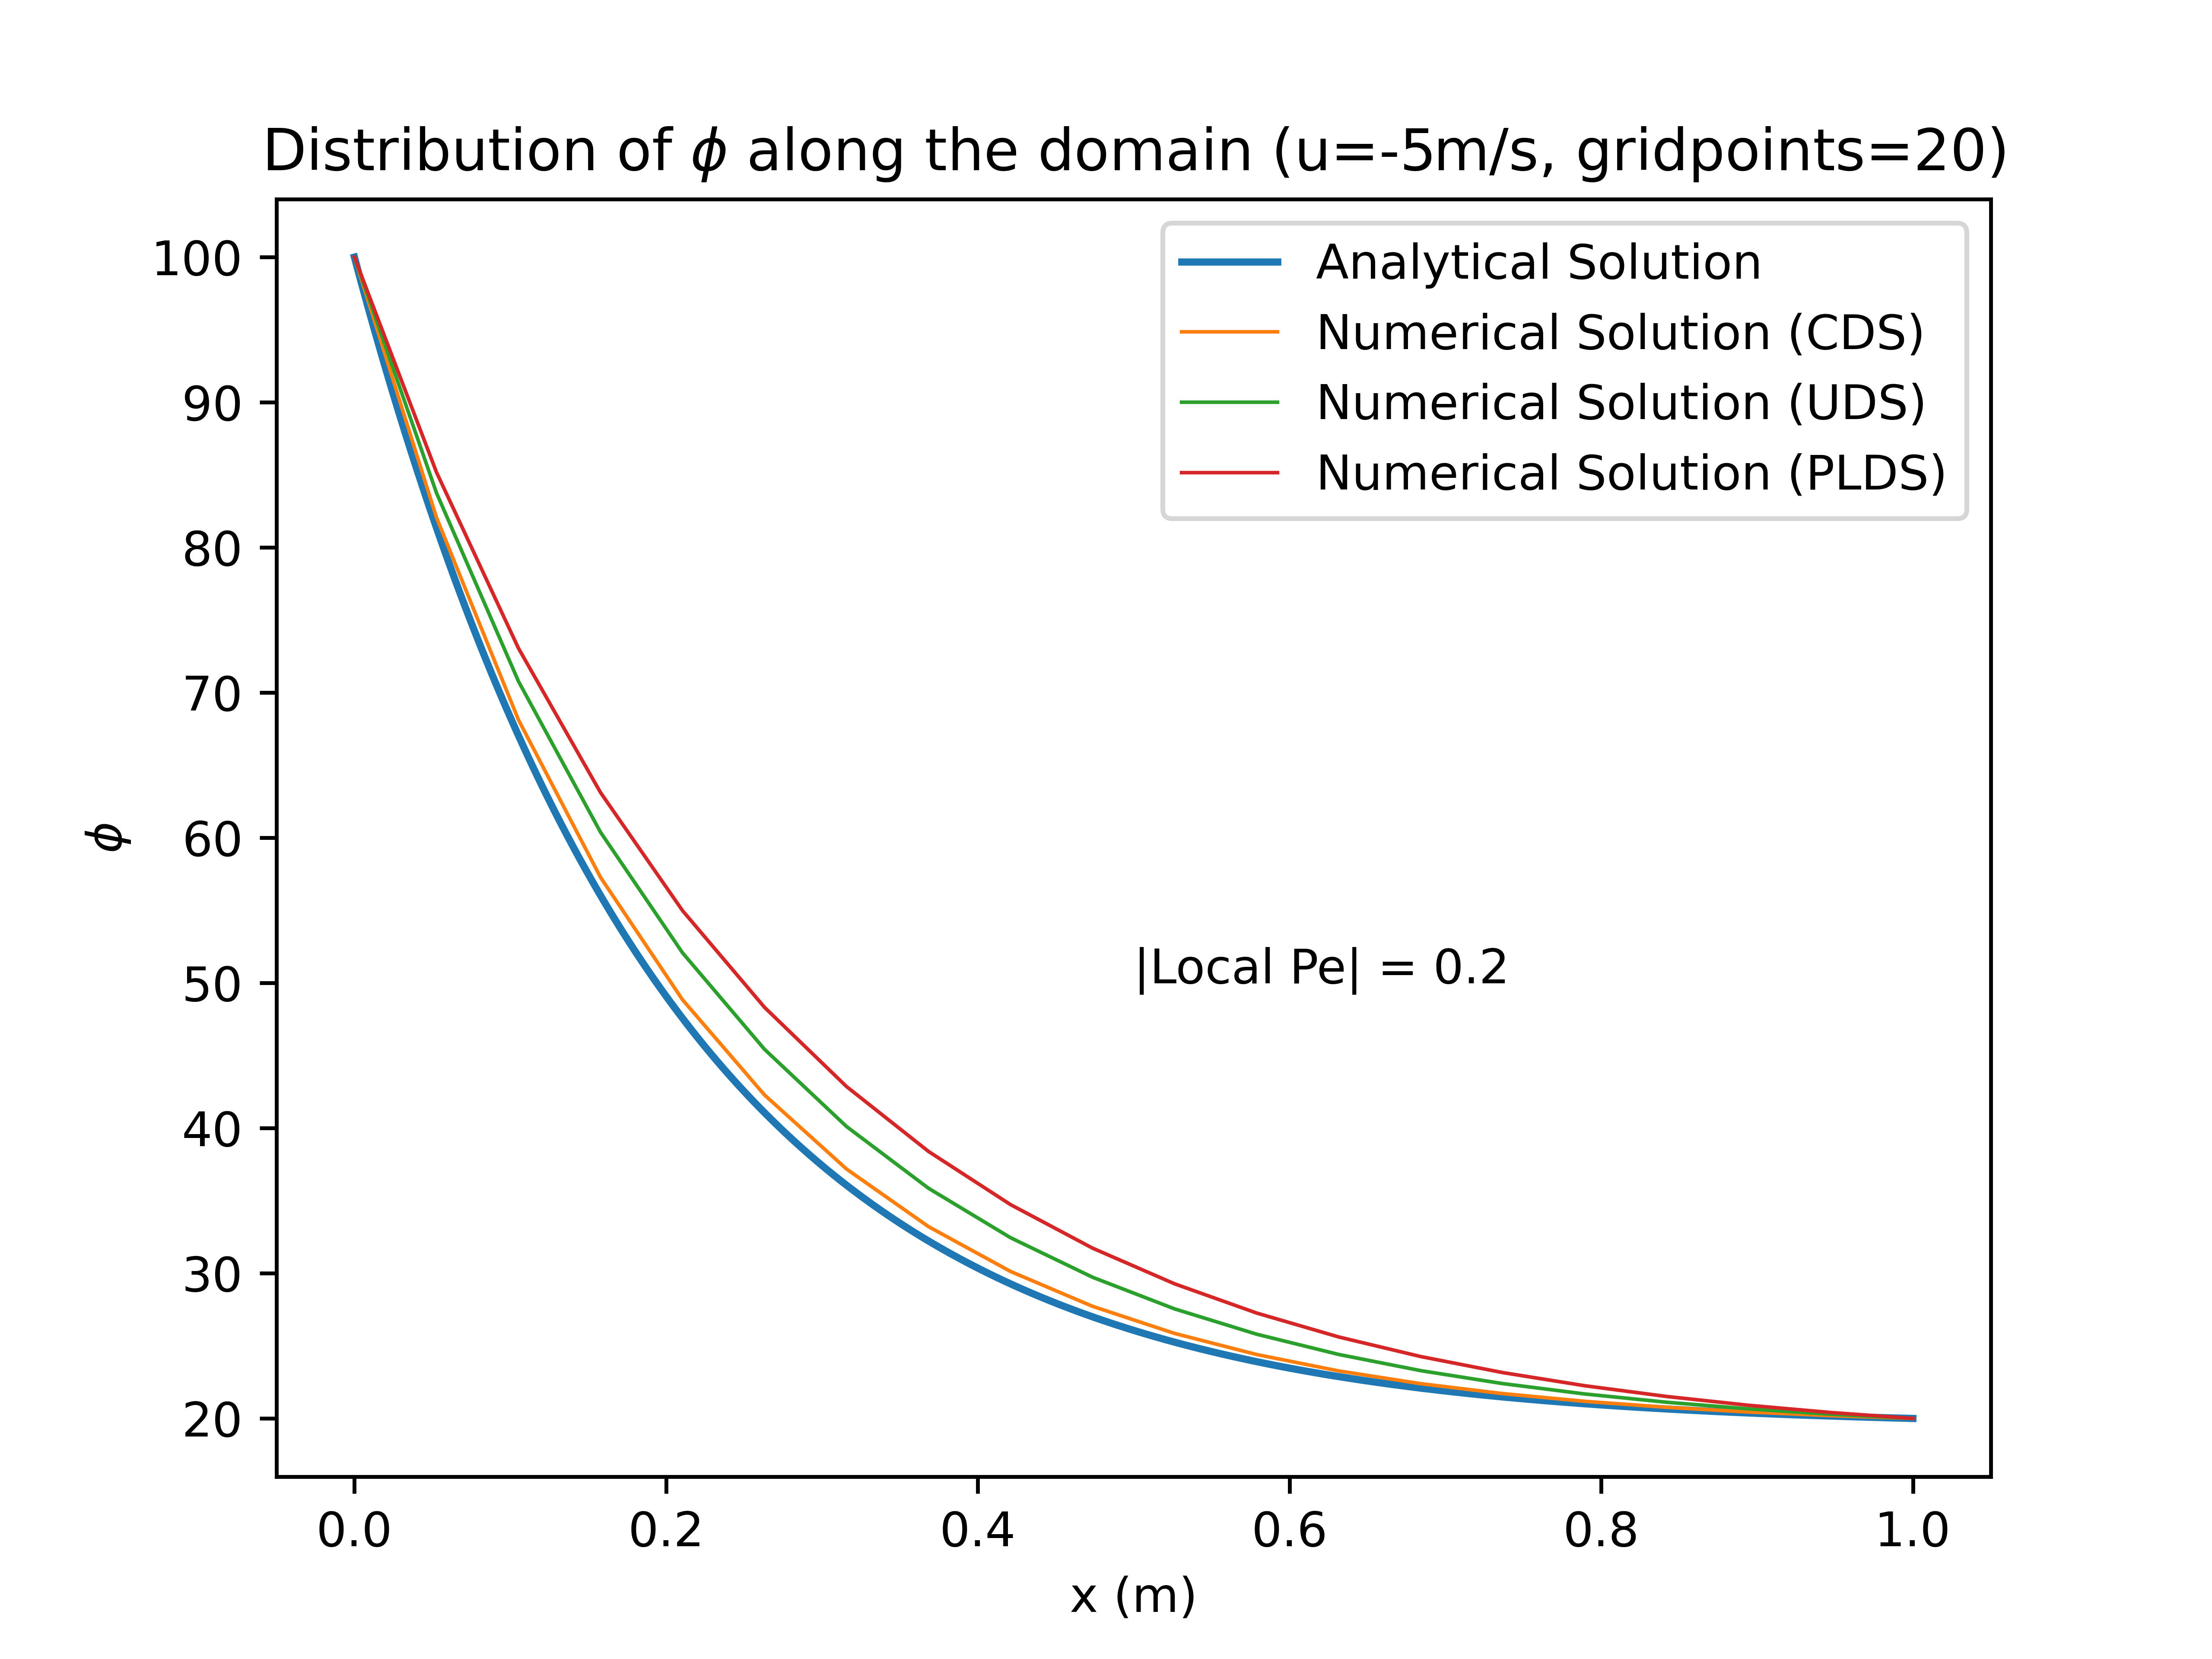 Distribution of ϕ along the domain (u=-5m/s, gridpoints=20)
Analytical Solution
Numerical Solution (CDS)
Numerical Solution (UDS)
Numerical Solution (PLDS)
100
90
80
70
60
50
40
30
20
ϕ
|Local Pe| = 0.2
0.0 0.2 0.4 0.6 0.8 1.0
x (m)